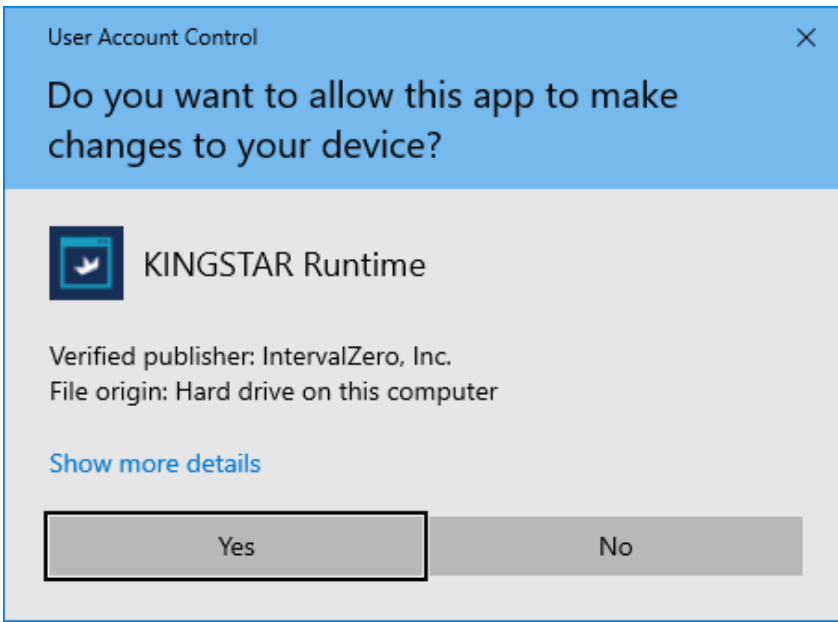 User Account Control
Do you want to allow this app to make
changes to your device?
KINGSTAR Runtime
Verified publisher: IntervalZero, Inc.
File origin: Hard drive on this computer
Show more details
Yes
No